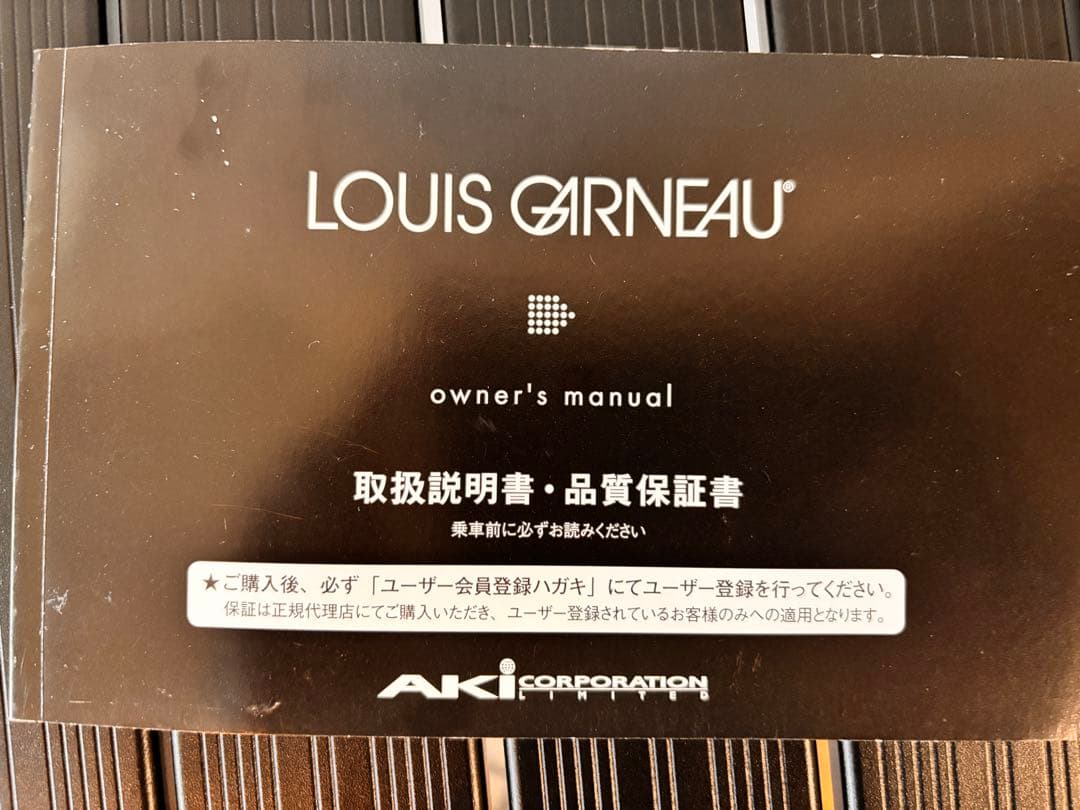 LOUIS GARNEAU®
owner's manual
取扱説明書・品質保証書
乗車前に必ずお読みください
★ご購入後、必ず「ユーザー会員登録ハガキ」にてユーザー登録を行ってください。
保証は正規代理店にてご購入いただき、ユーザー登録されているお客様のみへの適用となります。
AKi CORPORATION
LIMITED